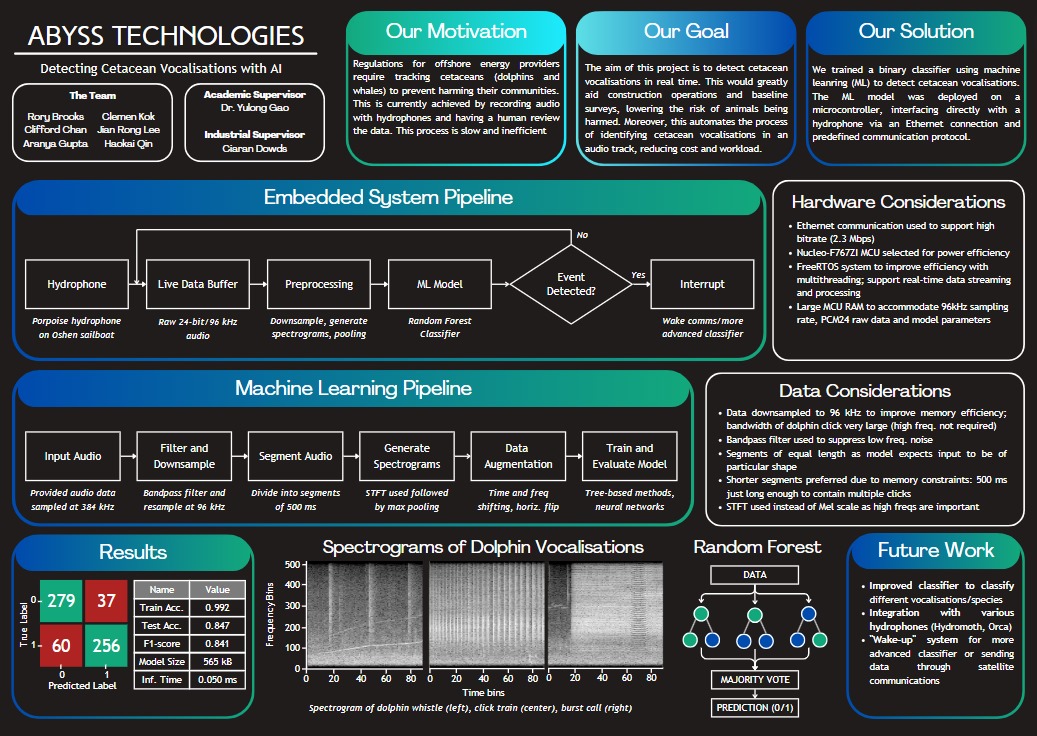 ABYSS TECHNOLOGIES
Detecting Cetacean Vocalisations with AI
The Team
Rory Brooks Clemen Kok
Clifford Chan Jian Rong Lee
Aranya Gupta Haokai Qin
Academic Supervisor
Dr. Yulong Gao
Industrial Supervisor
Ciaran Dowds
Our Motivation
Regulations for offshore energy providers
require tracking cetaceans (dolphins and
whales) to prevent harming their communities.
This is currently achieved by recording audio
with hydrophones and having a human review
the data. This process is slow and inefficient
Our Goal
The aim of this project is to detect cetacean
vocalisations in real time. This would greatly
aid construction operations and baseline
surveys, lowering the risk of animals being
harmed. Moreover, this automates the process
of identifying cetacean vocalisations in an
audio track, reducing cost and workload.
Our Solution
We trained a binary classifier using machine
leanring (ML) to detect cetacean vocalisations.
The ML model was deployed on a
microcontroller, interfacing directly with a
hydrophone via an Ethernet connection and
predefined communication protocol.
Embedded System Pipeline
No
Hydrophone
Live Data Buffer
Preprocessing
ML Model
Event
Detected?
Yes
Interrupt
Porpoise hydrophone
on Oshen sailboat
Raw 24-bit/96 kHz
audio
Downsample, generate
spectrograms, pooling
Random Forest
Classifier
Wake comms/more
advanced classifier
Hardware Considerations
• Ethernet communication used to support high
bitrate (2.3 Mbps)
• Nucleo-F767ZI MCU selected for power efficiency
• FreeRTOS system to improve efficiency with
multithreading; support real-time data streaming
and processing
• Large MCU RAM to accommodate 96kHz sampling
rate, PCM24 raw data and model parameters
Machine Learning Pipeline
Input Audio
Filter and
Downsample
Segment Audio
Generate
Spectrograms
Data
Augmentation
Train and
Evaluate Model
Provided audio data
sampled at 384 kHz
Bandpass filter and
resample at 96 kHz
Divide into segments
of 500 ms
STFT used followed
by max pooling
Time and freq
shifting, horiz. flip
Tree-based methods,
neural networks
Data Considerations
• Data downsampled to 96 kHz to improve memory efficiency;
bandwidth of dolphin click very large (high freq. not required)
• Bandpass filter used to suppress low freq. noise
• Segments of equal length as model expects input to be of
particular shape
• Shorter segments preferred due to memory constraints: 500 ms
just long enough to contain multiple clicks
• STFT used instead of Mel scale as high freqs are important
Results
True Label
0
279 37
1
60 256
0 1
Predicted Label
Name Value
Train Acc. 0.992
Test Acc. 0.847
F1-score 0.841
Model Size 565 kB
Inf. Time 0.050 ms
Spectrograms of Dolphin Vocalisations
Frequency Bins
500
400
300
200
100
0
0 20 40 60 80 0 20 40 60 80 0 20 40 60 80
Time bins
Spectrogram of dolphin whistle (left), click train (center), burst call (right)
Random Forest
DATA
MAJORITY VOTE
PREDICTION (0/1)
Future Work
• Improved classifier to classify
different vocalisations/species
• Integration with various
hydrophones (Hydromoth, Orca)
• "Wake-up" system for more
advanced classifier or sending
data through satellite
communications